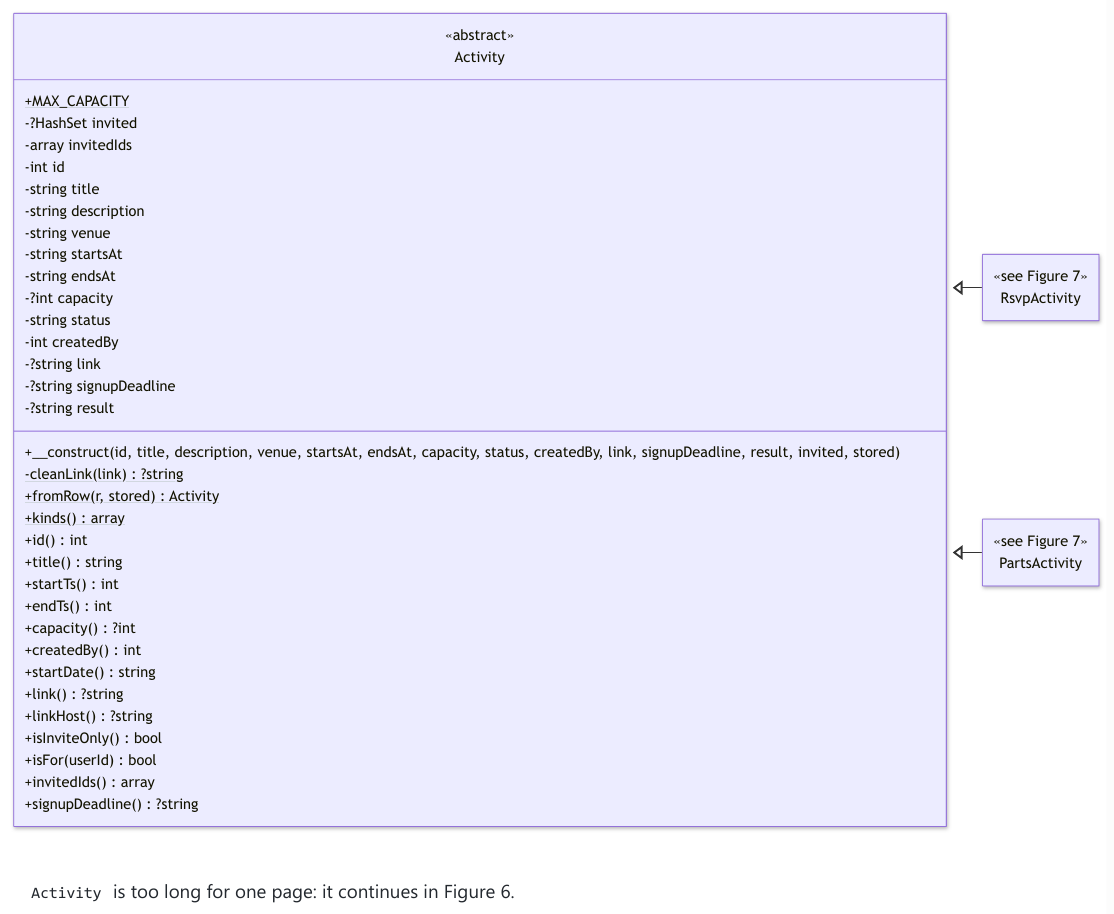 «abstract»
Activity
+MAX_CAPACITY
-?HashSet invited
-array invitedIds
-int id
-string title
-string description
-string venue
-string startsAt
-string endsAt
-?int capacity
-string status
-int createdBy
-?string link
-?string signupDeadline
-?string result
+__construct(id, title, description, venue, startsAt, endsAt, capacity, status, createdBy, link, signupDeadline, result, invited, stored)
-cleanLink(link) : ?string
+fromRow(r, stored) : Activity
+kinds() : array
+id() : int
+title() : string
+startTs() : int
+endTs() : int
+capacity() : ?int
+createdBy() : int
+startDate() : string
+link() : ?string
+linkHost() : ?string
+isInviteOnly() : bool
+isFor(userId) : bool
+invitedIds() : array
+signupDeadline() : ?string
«see Figure 7»
RsvpActivity
«see Figure 7»
PartsActivity
Activity is too long for one page: it continues in Figure 6.